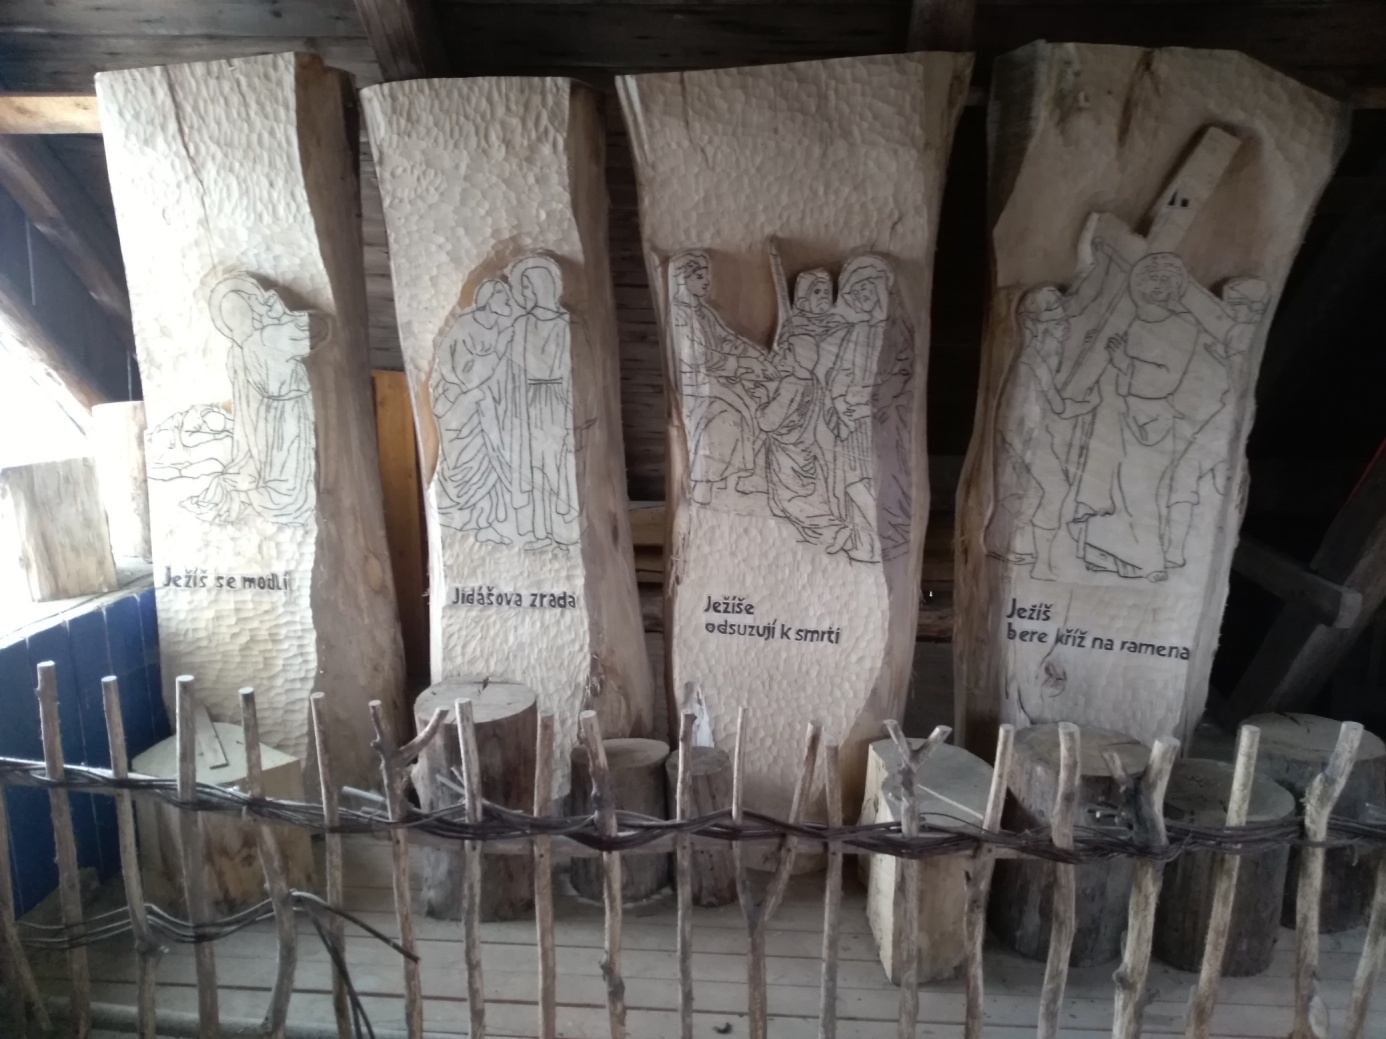 Ježíš se modlí
Jidášova zrada
Ježíše
odsuzují k smrti
Ježíš
bere kříž na ramena